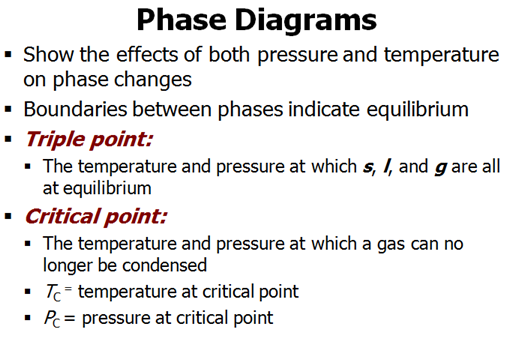 Phase Diagrams
▪ Show the effects of both pressure and temperature
on phase changes
▪ Boundaries between phases indicate equilibrium
▪ Triple point:
▪ The temperature and pressure at which s, l, and g are all
at equilibrium
▪ Critical point:
▪ The temperature and pressure at which a gas can no
longer be condensed
▪ TC = temperature at critical point
▪ PC = pressure at critical point